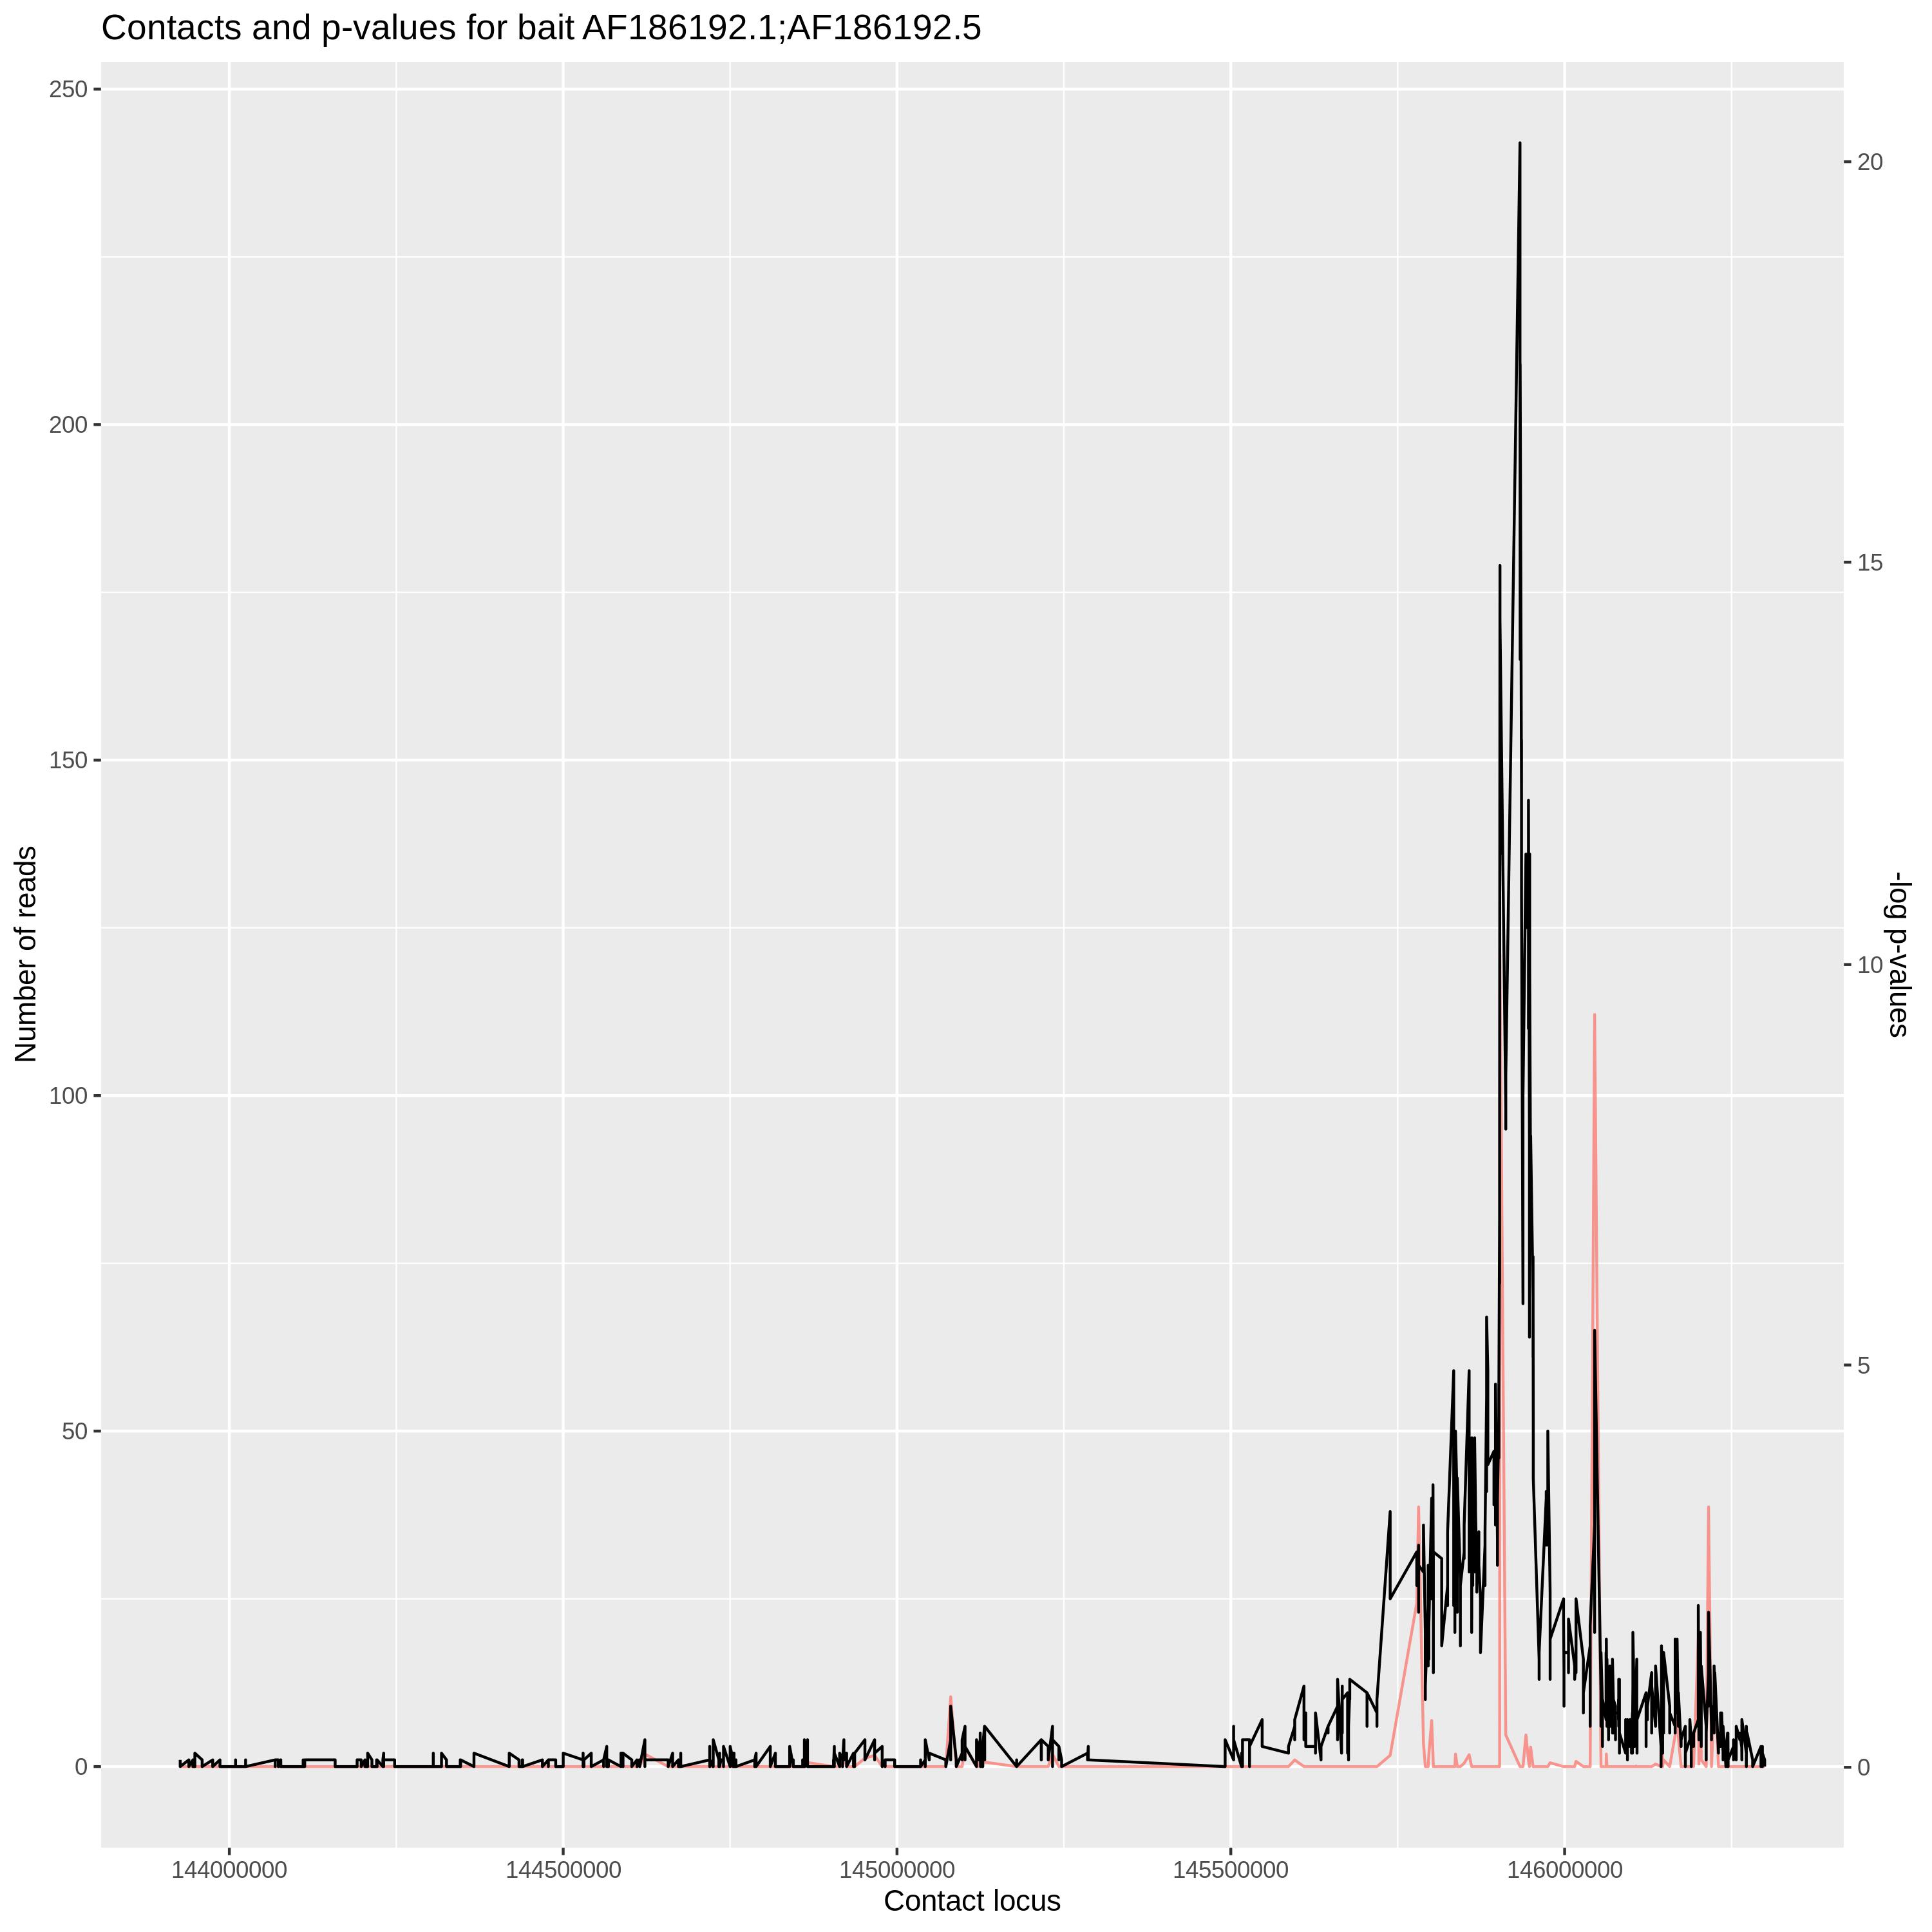 Contacts and p-values for bait AF186192.1;AF186192.5
250
200
150
100
50
0
Number of reads
20
15
10
5
0
-log p-values
144000000 144500000 145000000 145500000 146000000
Contact locus